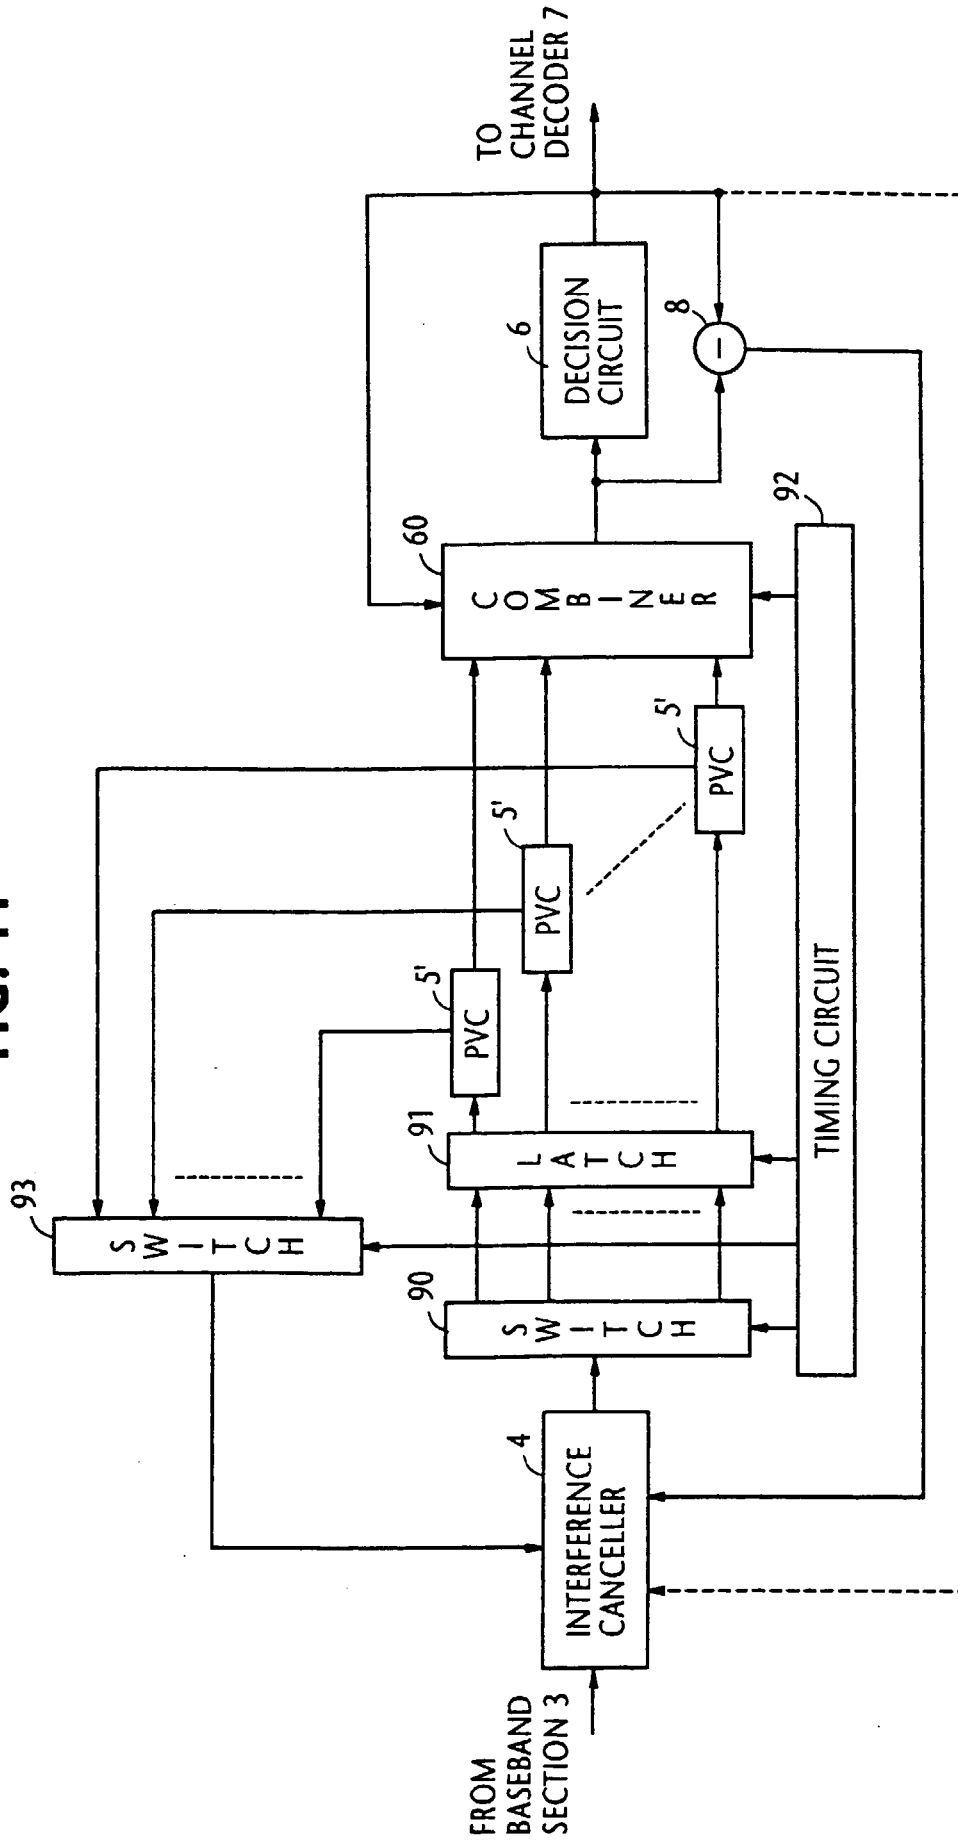 93
SWITCH
FROM
BASEBAND
SECTION 3
4
INTERFERENCE
CANCELLER
90
SWITCH
91
LATCH
5'
PVC
5'
PVC
5'
PVC
60
COMBINER
6
DECISION
CIRCUIT
8
−
TO
CHANNEL
DECODER 7
92
TIMING CIRCUIT